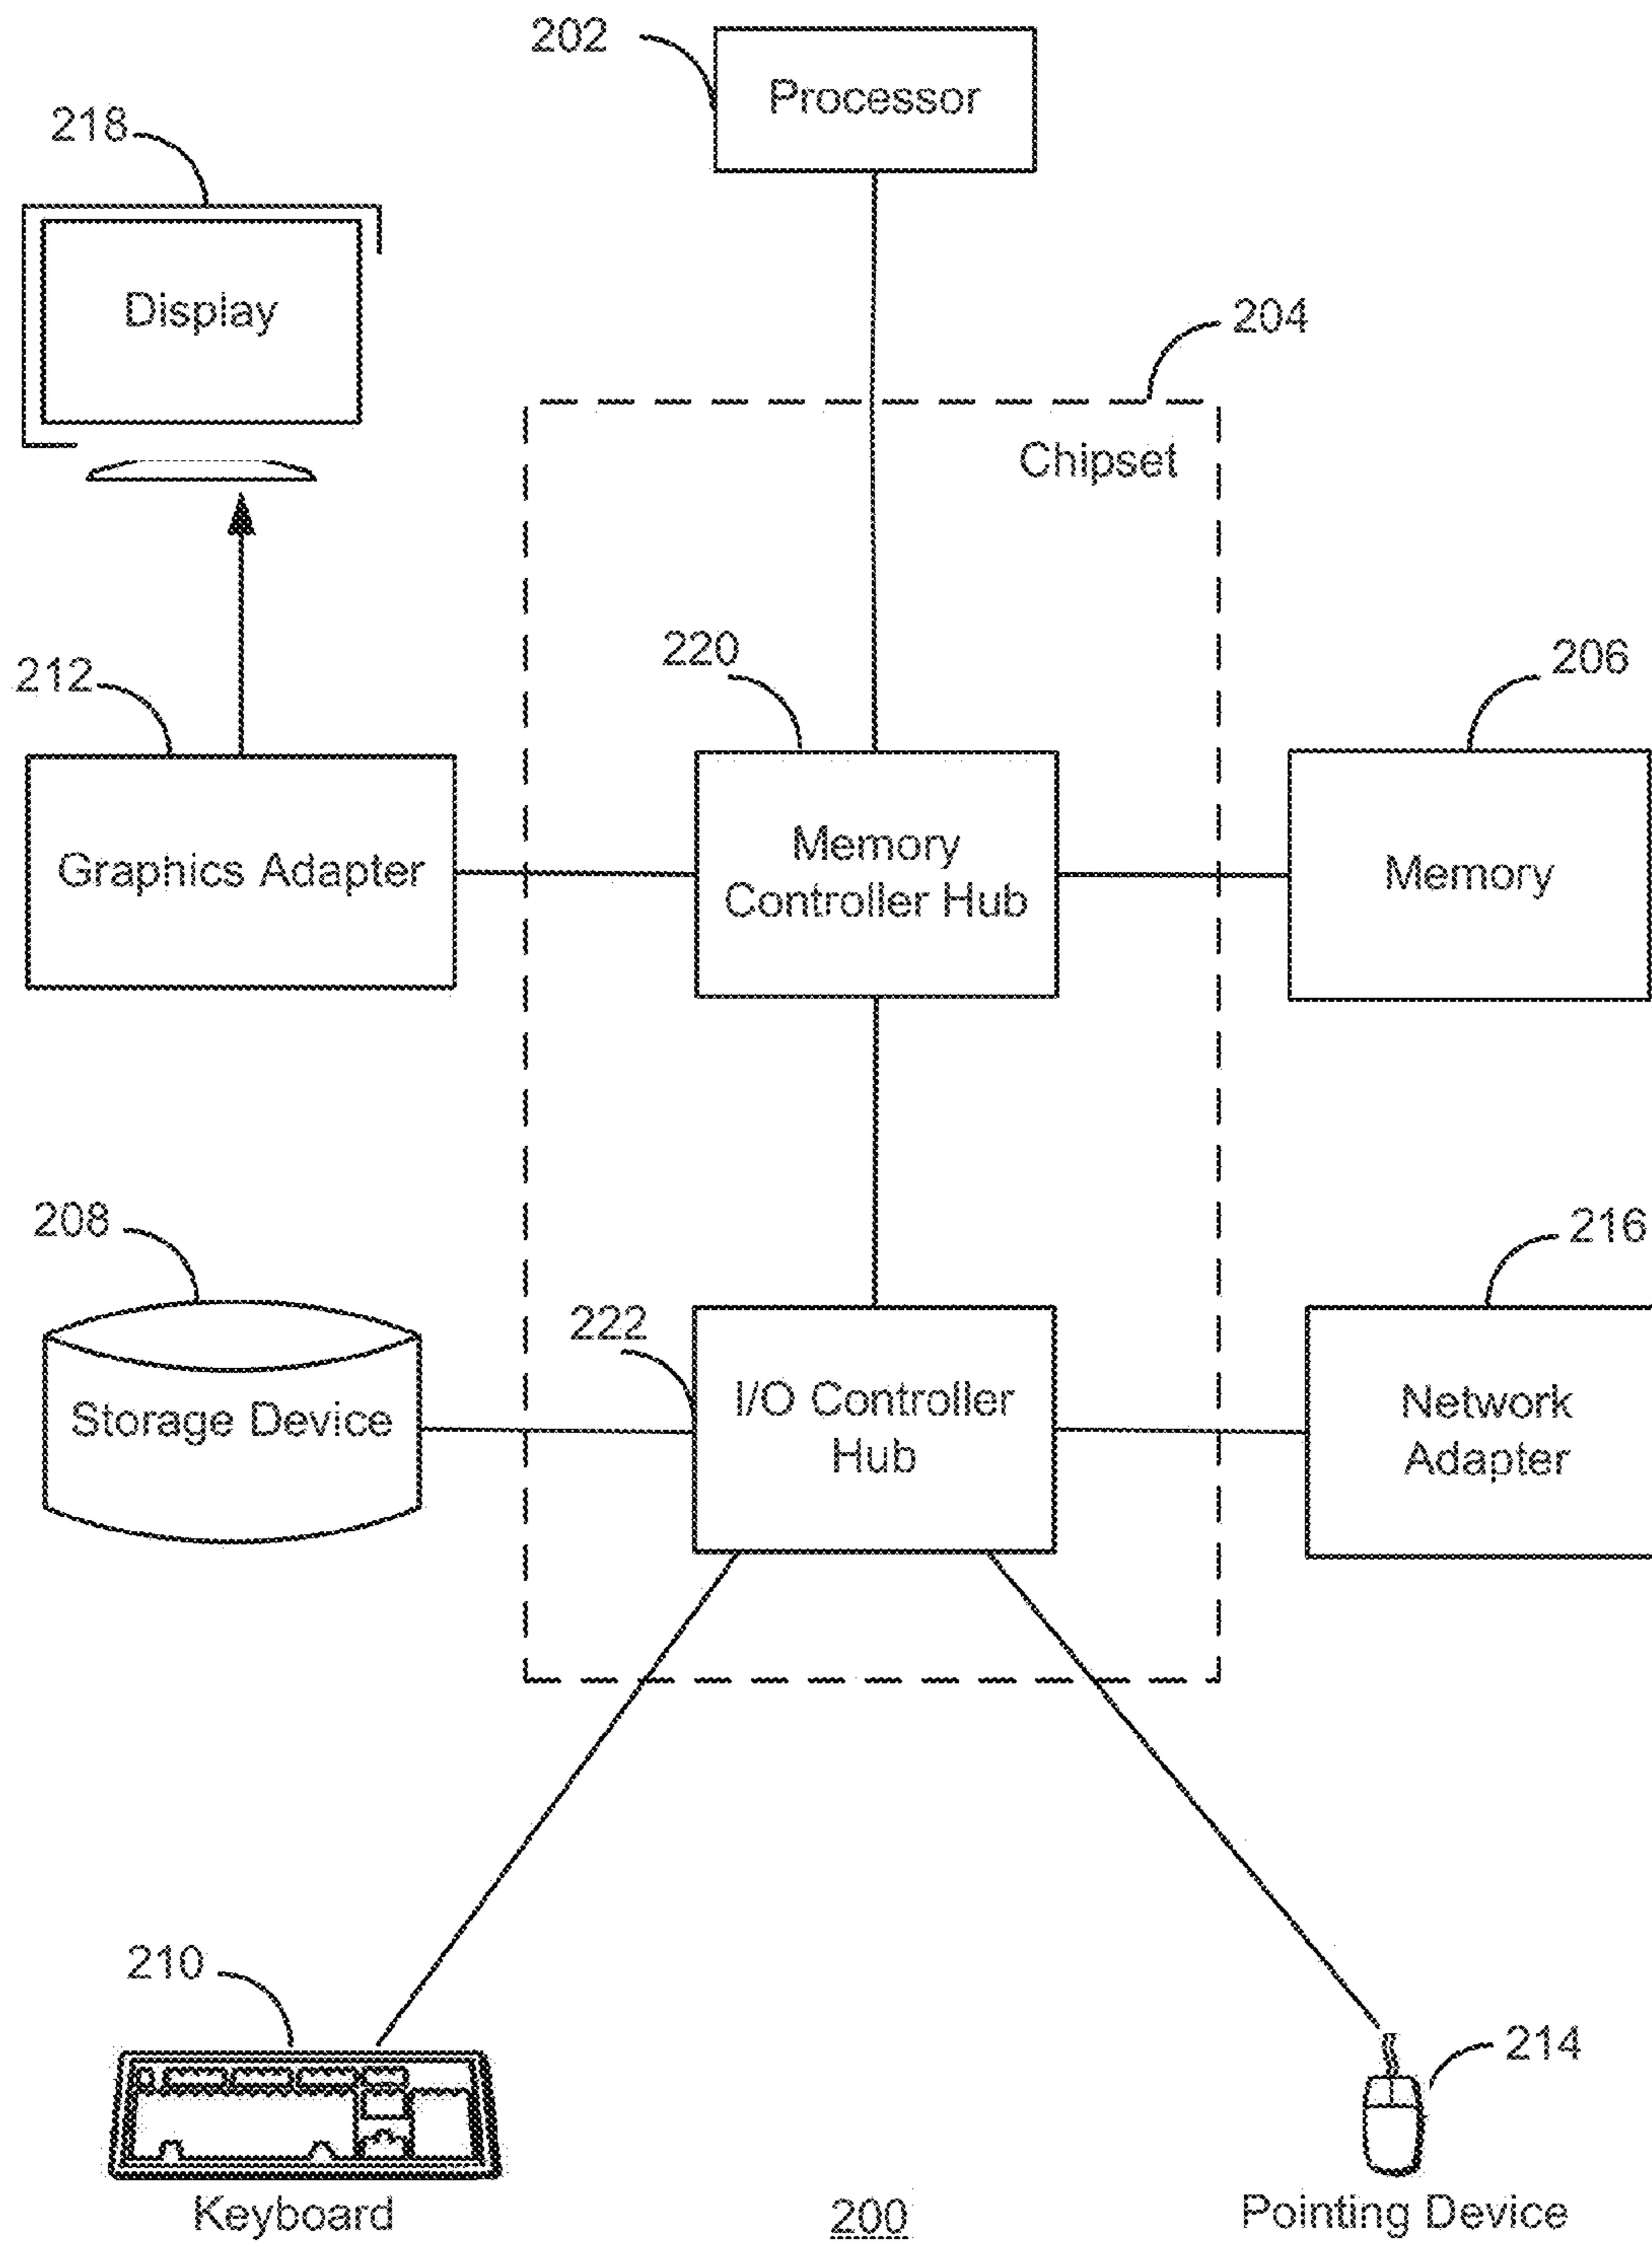 202
Processor
218
Display
204
Chipset
220
206
212
Memory
Controller Hub
Graphics Adapter
Memory
208
216
222
I/O Controller
Hub
Storage Device
Network
Adapter
210
214
Keyboard
200
Pointing Device